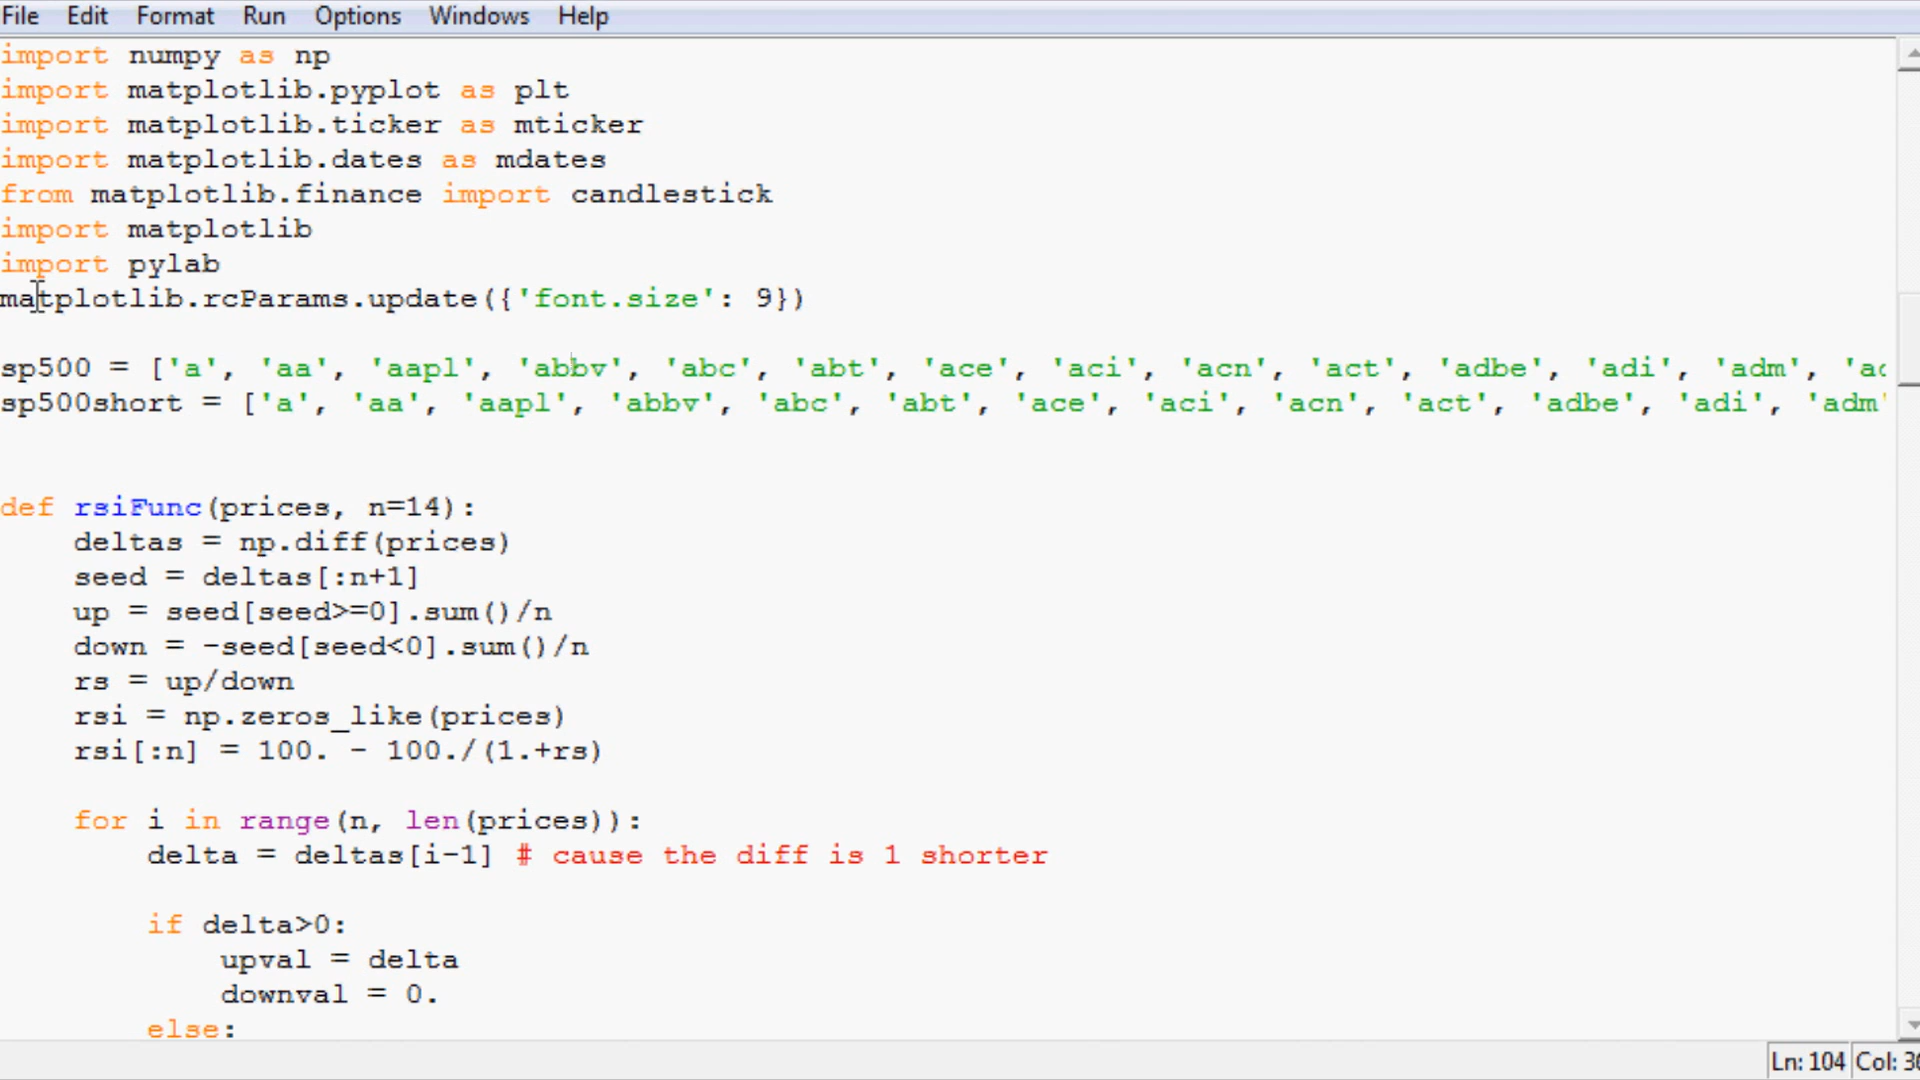 File Edit Format Run Options Windows Help
import numpy as np
import matplotlib.pyplot as plt
import matplotlib.ticker as mticker
import matplotlib.dates as mdates
from matplotlib.finance import candlestick
import matplotlib
import pylab
matplotlib.rcParams.update({'font.size': 9})
sp500 = ['a', 'aa', 'aapl', 'abbv', 'abc', 'abt', 'ace', 'aci', 'acn', 'act', 'adbe', 'adi', 'adm',
sp500short = ['a', 'aa', 'aapl', 'abbv', 'abc', 'abt', 'ace', 'aci', 'acn', 'act', 'adbe', 'adi', 'adm'
def rsiFunc(prices, n=14):
    deltas = np.diff(prices)
    seed = deltas[:n+1]
    up = seed[seed>=0].sum()/n
    down = -seed[seed<0].sum()/n
    rs = up/down
    rsi = np.zeros_like(prices)
    rsi[:n] = 100. - 100./(1.+rs)
    for i in range(n, len(prices)):
        delta = deltas[i-1] # cause the diff is 1 shorter
        if delta>0:
            upval = delta
            downval = 0.
        else:
Ln: 104 Col: